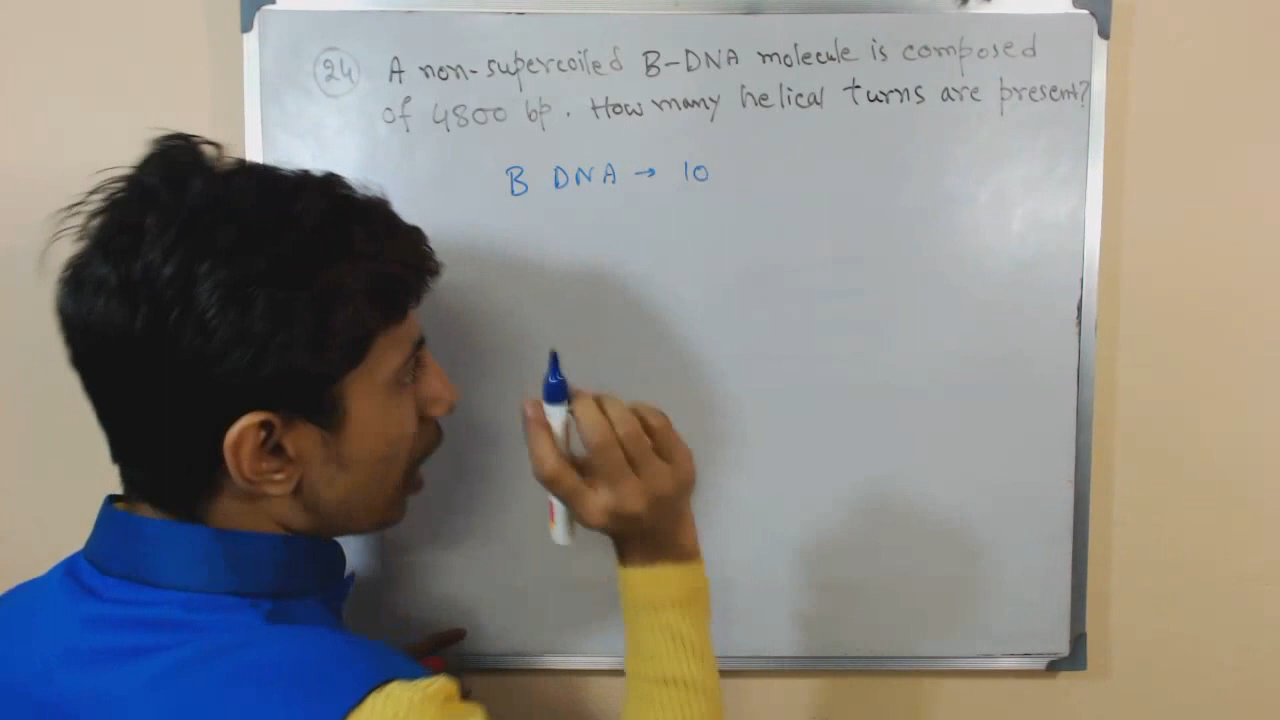 24 A non-supercoiled B-DNA molecule is composed
of 4800 bp. How many helical turns are present?
B DNA → 10